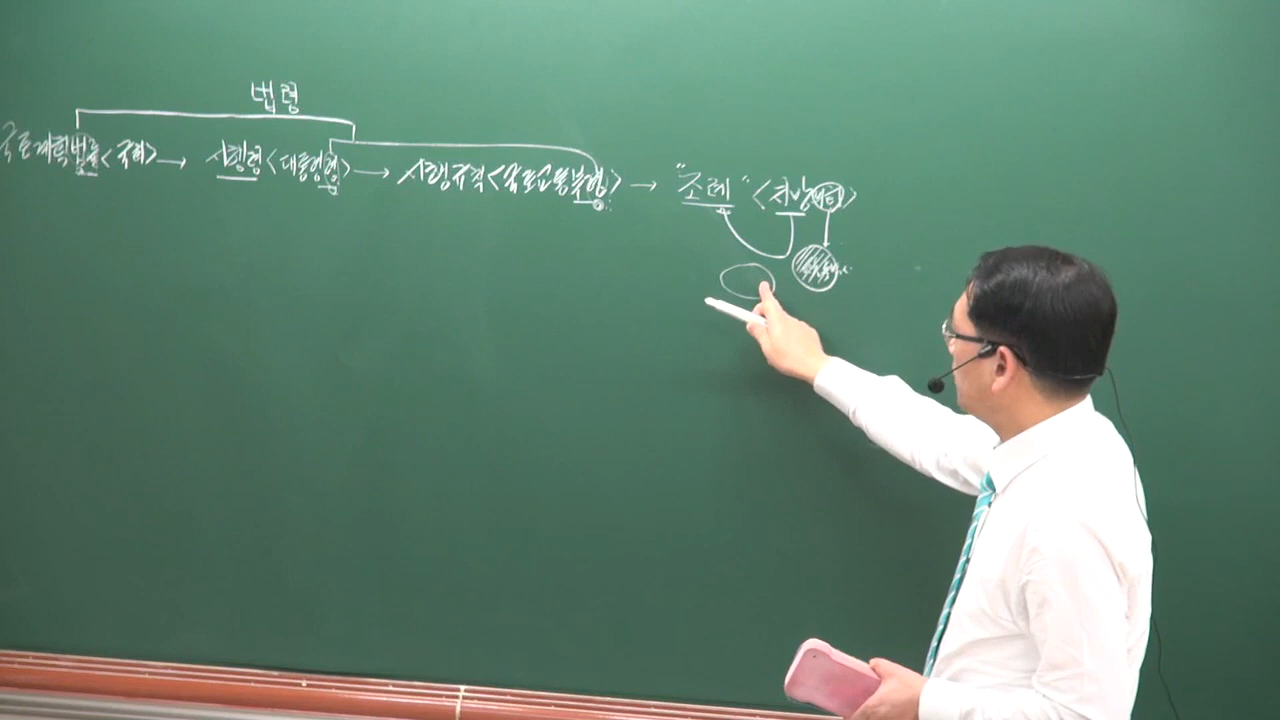 법령
국토계획법률<국회>→ 시행령<대통령령>→ 시행규칙<국토교통부령>→ "조례"<지방의회>